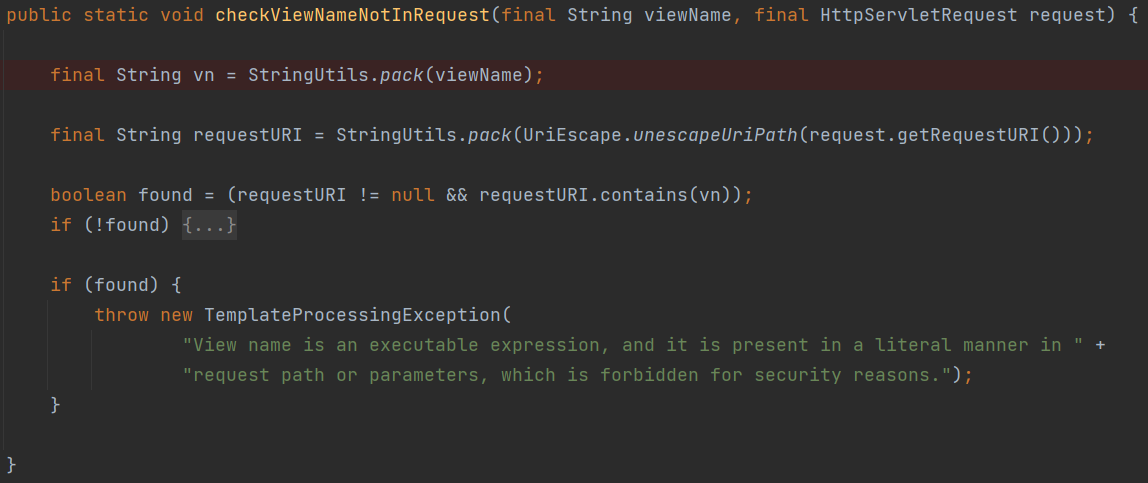 public static void checkViewNameNotInRequest(final String viewName, final HttpServletRequest request) {
final String vn = StringUtils.pack(viewName);
final String requestURI = StringUtils.pack(UriEscape.unescapeUriPath(request.getRequestURI()));
boolean found = (requestURI != null && requestURI.contains(vn));
if (!found) {...}
if (found) {
throw new TemplateProcessingException(
"View name is an executable expression, and it is present in a literal manner in " +
"request path or parameters, which is forbidden for security reasons.");
}
}